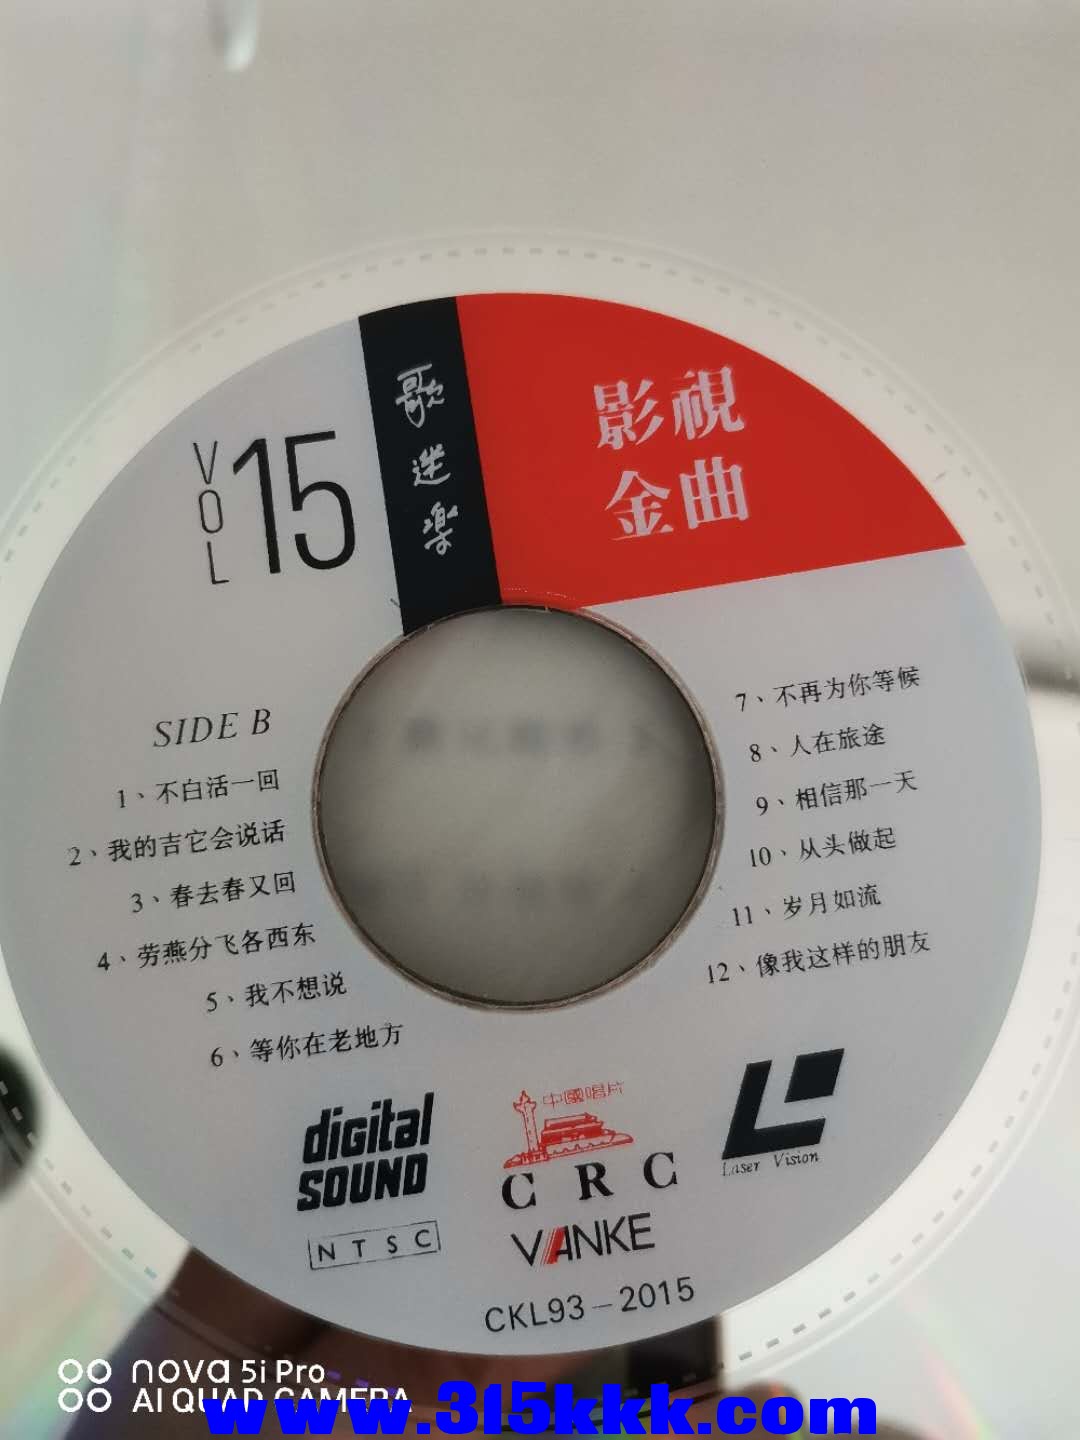 影視
金曲
歌迷楽
VOL 15
SIDE B
1、不白活一回
2、我的吉它会说话
3、春去春又回
4、劳燕分飞各西东
5、我不想说
6、等你在老地方
7、不再为你等候
8、人在旅途
9、相信那一天
10、从头做起
11、岁月如流
12、像我这样的朋友
digital
SOUND
NTSC
中國唱片
CRC
VANKE
Laser Vision
CKL93-2015
nova 5i Pro
AI QUAD CAMERA
www.315kkk.com